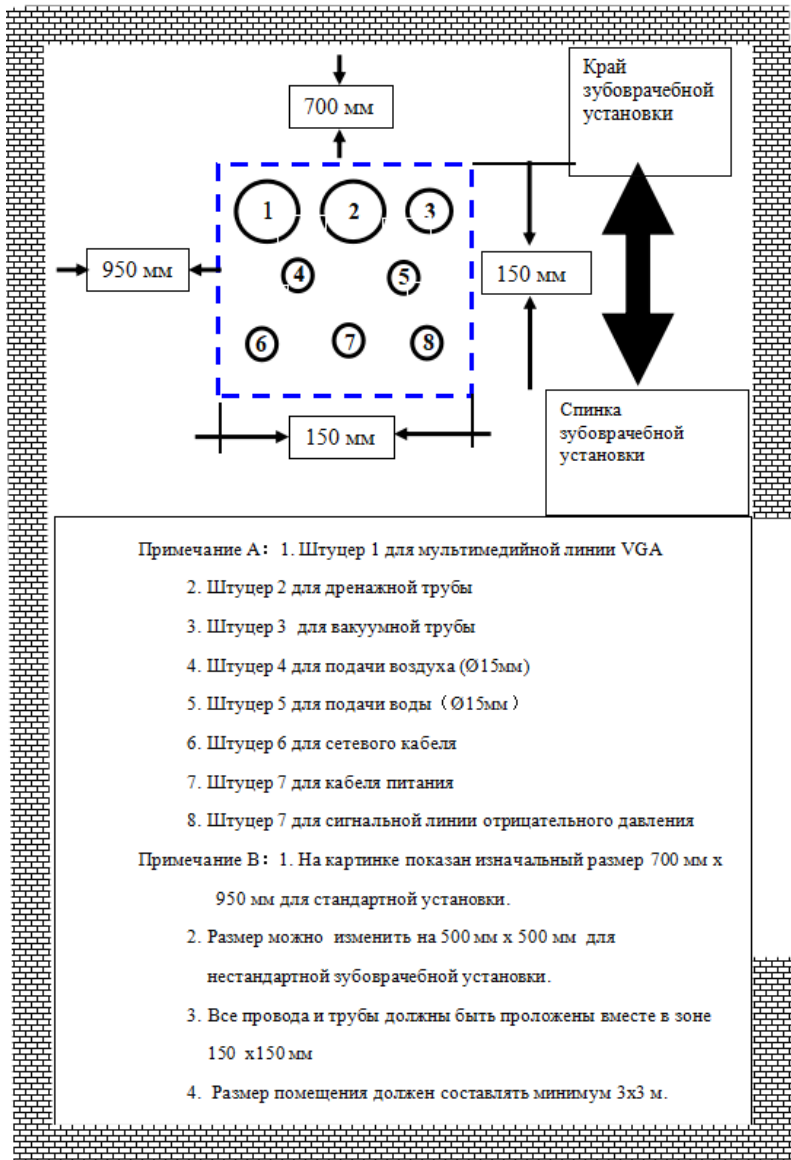 Край
зубоврачебной
установки
700 мм
1
2
3
950 мм
4
5
150 мм
6
7
8
Спинка
зубоврачебной
установки
150 мм
Примечание А: 1. Штуцер 1 для мультимедийной линии VGA
2. Штуцер 2 для дренажной трубы
3. Штуцер 3 для вакуумной трубы
4. Штуцер 4 для подачи воздуха (Ø15мм)
5. Штуцер 5 для подачи воды（Ø15мм）
6. Штуцер 6 для сетевого кабеля
7. Штуцер 7 для кабеля питания
8. Штуцер 7 для сигнальной линии отрицательного давления
Примечание В: 1. На картинке показан изначальный размер 700 мм х
950 мм для стандартной установки.
2. Размер можно изменить на 500 мм х 500 мм для
нестандартной зубоврачебной установки.
3. Все провода и трубы должны быть проложены вместе в зоне
150 х150 мм
4. Размер помещения должен составлять минимум 3х3 м.